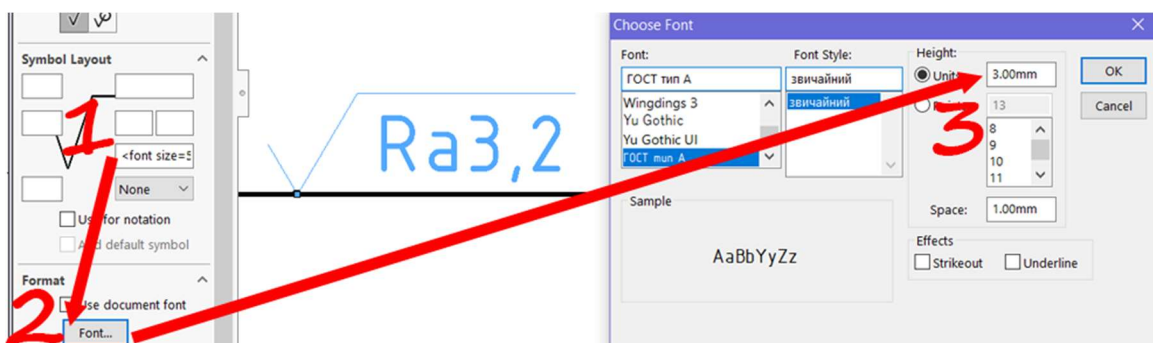 Symbol Layout
1
<font size=5
None
Use for notation
Add default symbol
Format
Use document font
2
Font...
Ra3,2
Choose Font
Font:
ГОСТ тип А
Wingdings 3
Yu Gothic
Yu Gothic UI
ГОСТ тип А
Font Style:
звичайний
звичайний
Height:
3.00mm
13
3
8
9
10
11
Space:
1.00mm
OK
Cancel
Sample
AaBbYyZz
Effects
Strikeout
Underline